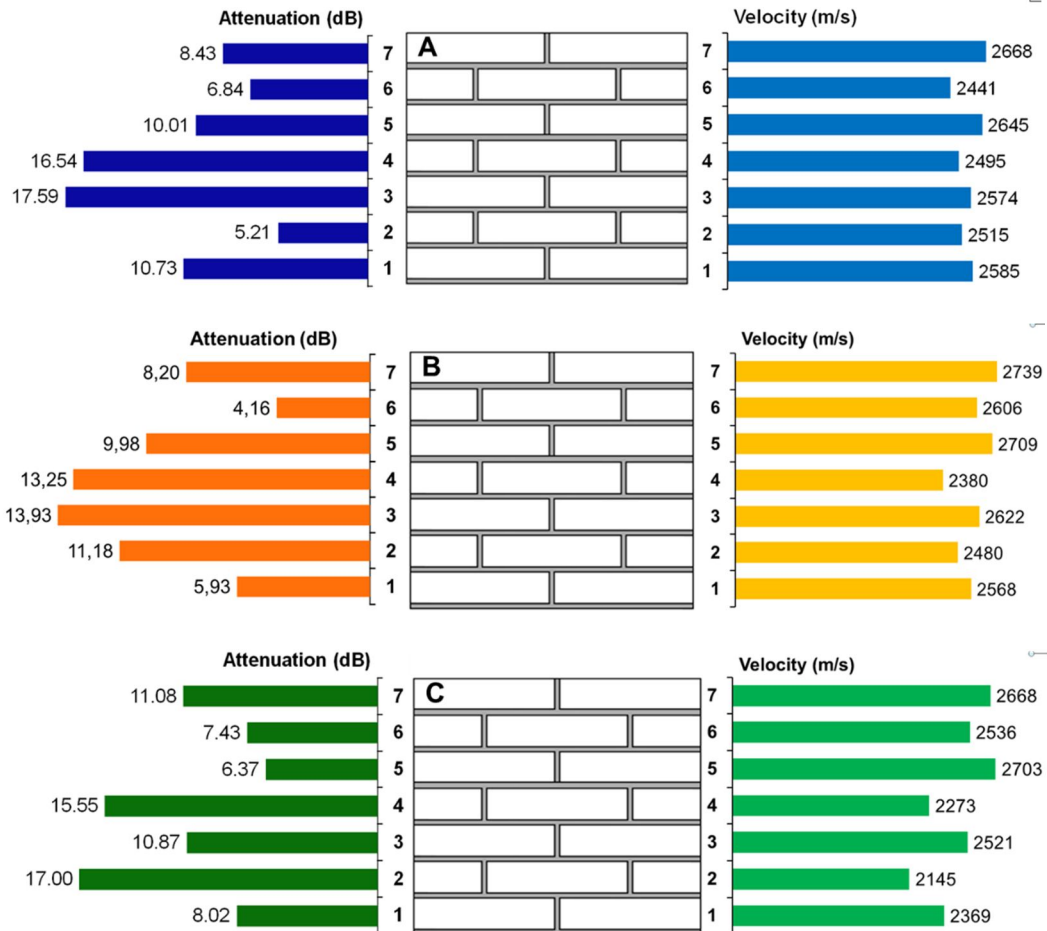 Attenuation (dB) Velocity (m/s)
A
8.43 7 7 2668
6.84 6 6 2441
10.01 5 5 2645
16.54 4 4 2495
17.59 3 3 2574
5.21 2 2 2515
10.73 1 1 2585
Attenuation (dB) Velocity (m/s)
B
8,20 7 7 2739
4,16 6 6 2606
9,98 5 5 2709
13,25 4 4 2380
13,93 3 3 2622
11,18 2 2 2480
5,93 1 1 2568
Attenuation (dB) Velocity (m/s)
C
11.08 7 7 2668
7.43 6 6 2536
6.37 5 5 2703
15.55 4 4 2273
10.87 3 3 2521
17.00 2 2 2145
8.02 1 1 2369